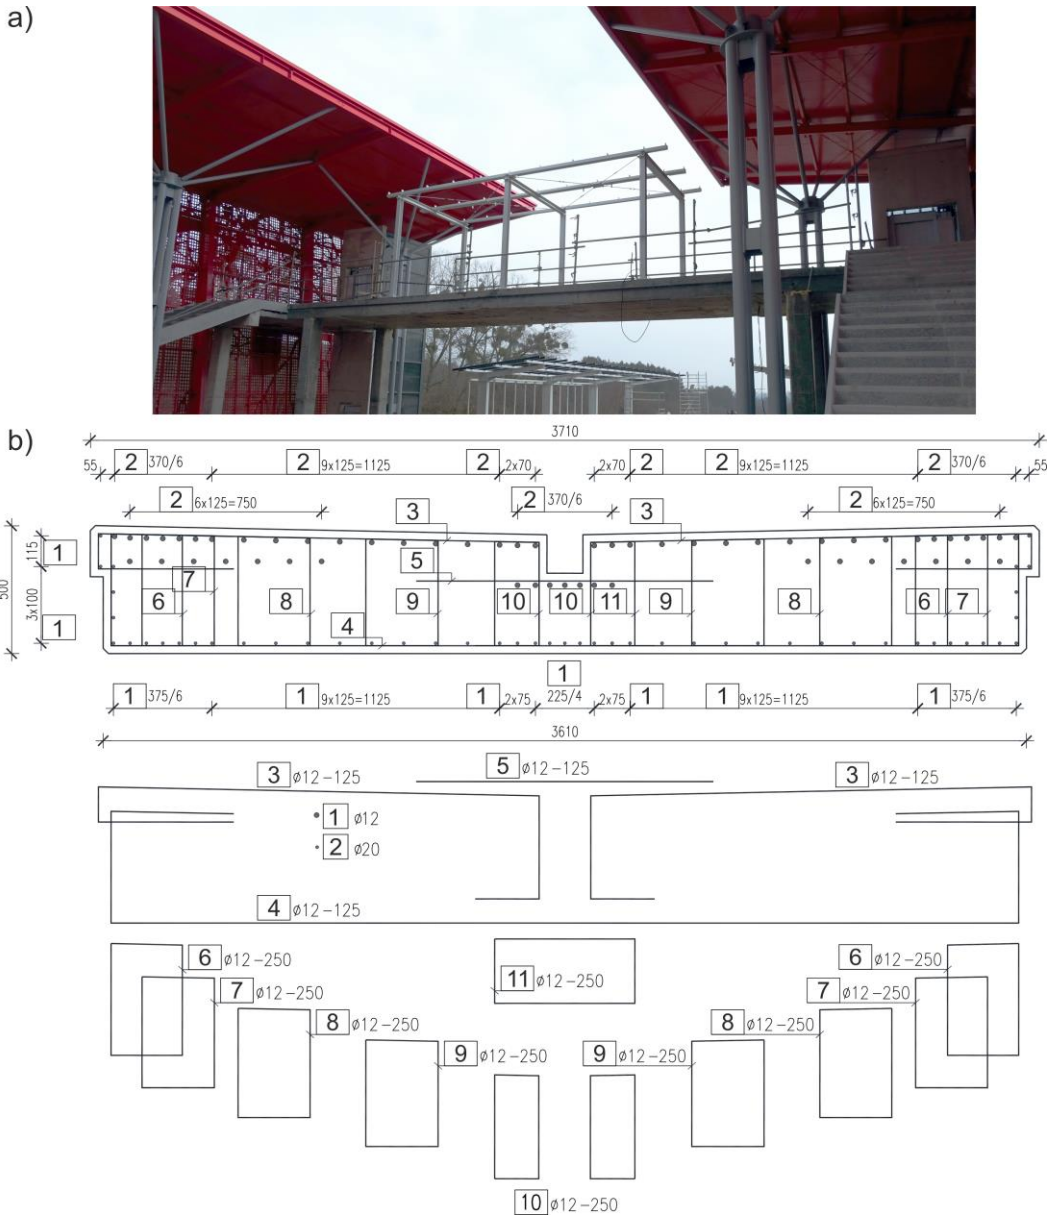 a)
b)
3710
55 2 370/6 2 9x125=1125 2 2x70 2x70 2 2 9x125=1125 2 370/6 55
2 6x125=750 2 370/6 2 6x125=750
3 3
1 115 500 3x100 1
5
7
6 8 9 10 10 11 9 8 6 7
4
1
1 375/6 1 9x125=1125 1 2x75 225/4 2x75 1 1 9x125=1125 1 375/6
3610
3 ø12-125 5 ø12-125 3 ø12-125
1 ø12
2 ø20
4 ø12-125
6 ø12-250 6 ø12-250
11 ø12-250
7 ø12-250 7 ø12-250
8 ø12-250 8 ø12-250
9 ø12-250 9 ø12-250
10 ø12-250